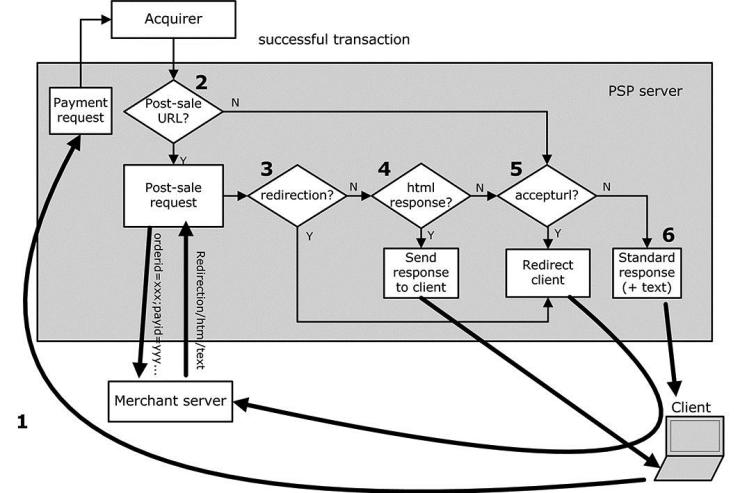 Acquirer
successful transaction
PSP server
Payment
request
2
Post-sale
URL?
N
Y
Post-sale
request
3
redirection?
N
Y
4
html
response?
N
Y
5
accepturl?
N
Y
6
Send
response
to client
Redirect
client
Standard
response
(+ text)
orderid=xxx;payid=yyy...
Redirection/htm/text
Merchant server
1
Client